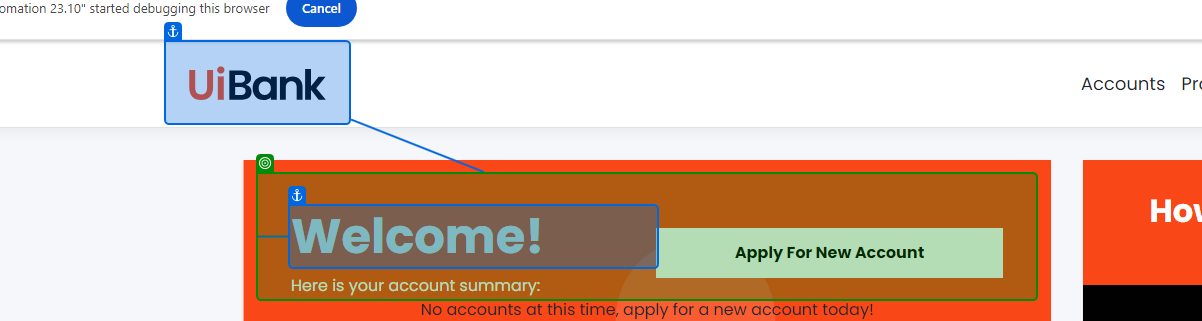 omation 23.10" started debugging this browser Cancel
UiBank
Accounts
Welcome!
How
Apply For New Account
Here is your account summary:
No accounts at this time, apply for a new account today!